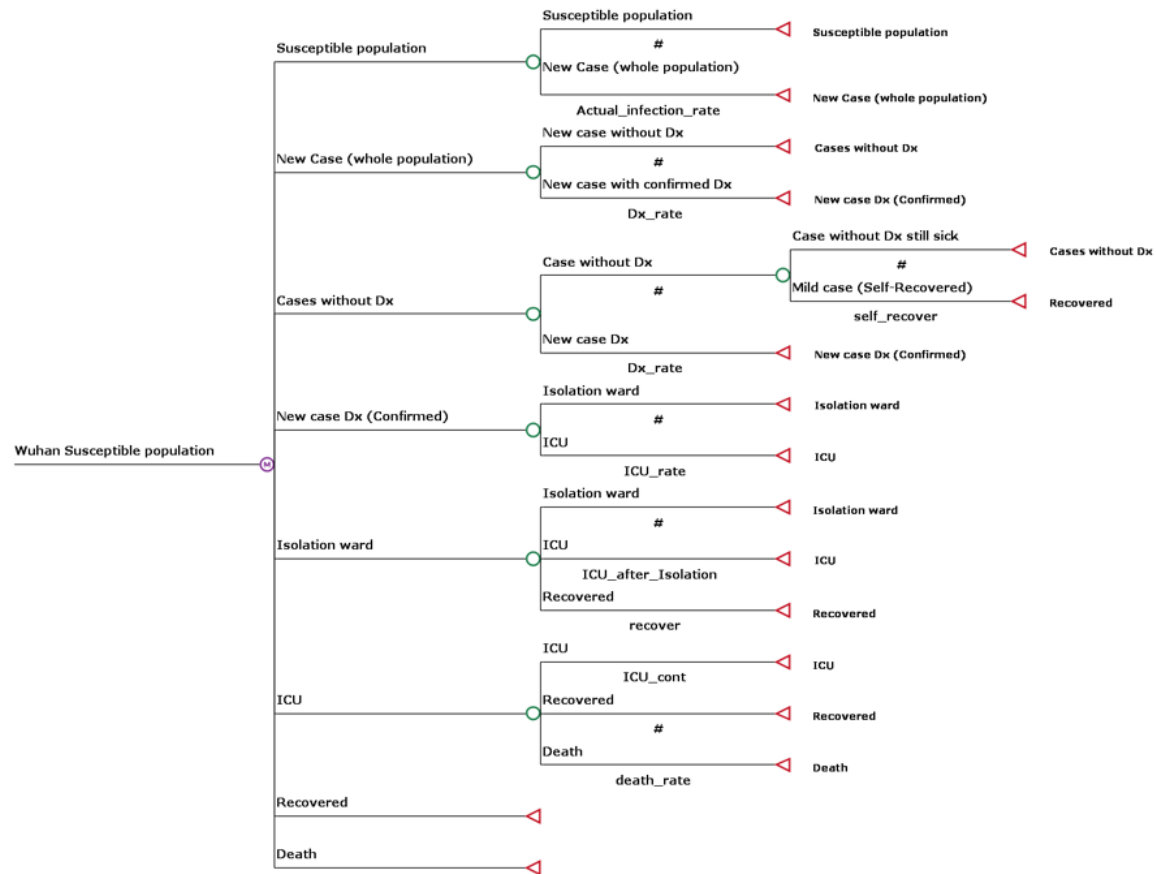 Susceptible population
Susceptible population
Susceptible population
#
New Case (whole population)
New Case (whole population)
Actual_infection_rate
New case without Dx
Cases without Dx
New Case (whole population)
#
New case with confirmed Dx
New case Dx (Confirmed)
Dx_rate
Case without Dx still sick
Cases without Dx
Case without Dx
#
#
Mild case (Self-Recovered)
Recovered
Cases without Dx
self_recover
New case Dx
New case Dx (Confirmed)
Dx_rate
Isolation ward
Isolation ward
New case Dx (Confirmed)
#
ICU
ICU
Wuhan Susceptible population
M
ICU_rate
Isolation ward
Isolation ward
#
Isolation ward
ICU
ICU
ICU_after_Isolation
Recovered
Recovered
recover
ICU
ICU
ICU_cont
ICU
Recovered
Recovered
#
Death
Death
death_rate
Recovered
Death